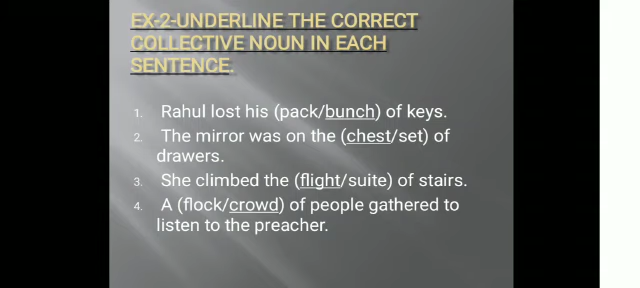 EX-2-UNDERLINE THE CORRECT
COLLECTIVE NOUN IN EACH
SENTENCE.
1. Rahul lost his (pack/bunch) of keys.
2. The mirror was on the (chest/set) of
drawers.
3. She climbed the (flight/suite) of stairs.
4. A (flock/crowd) of people gathered to
listen to the preacher.